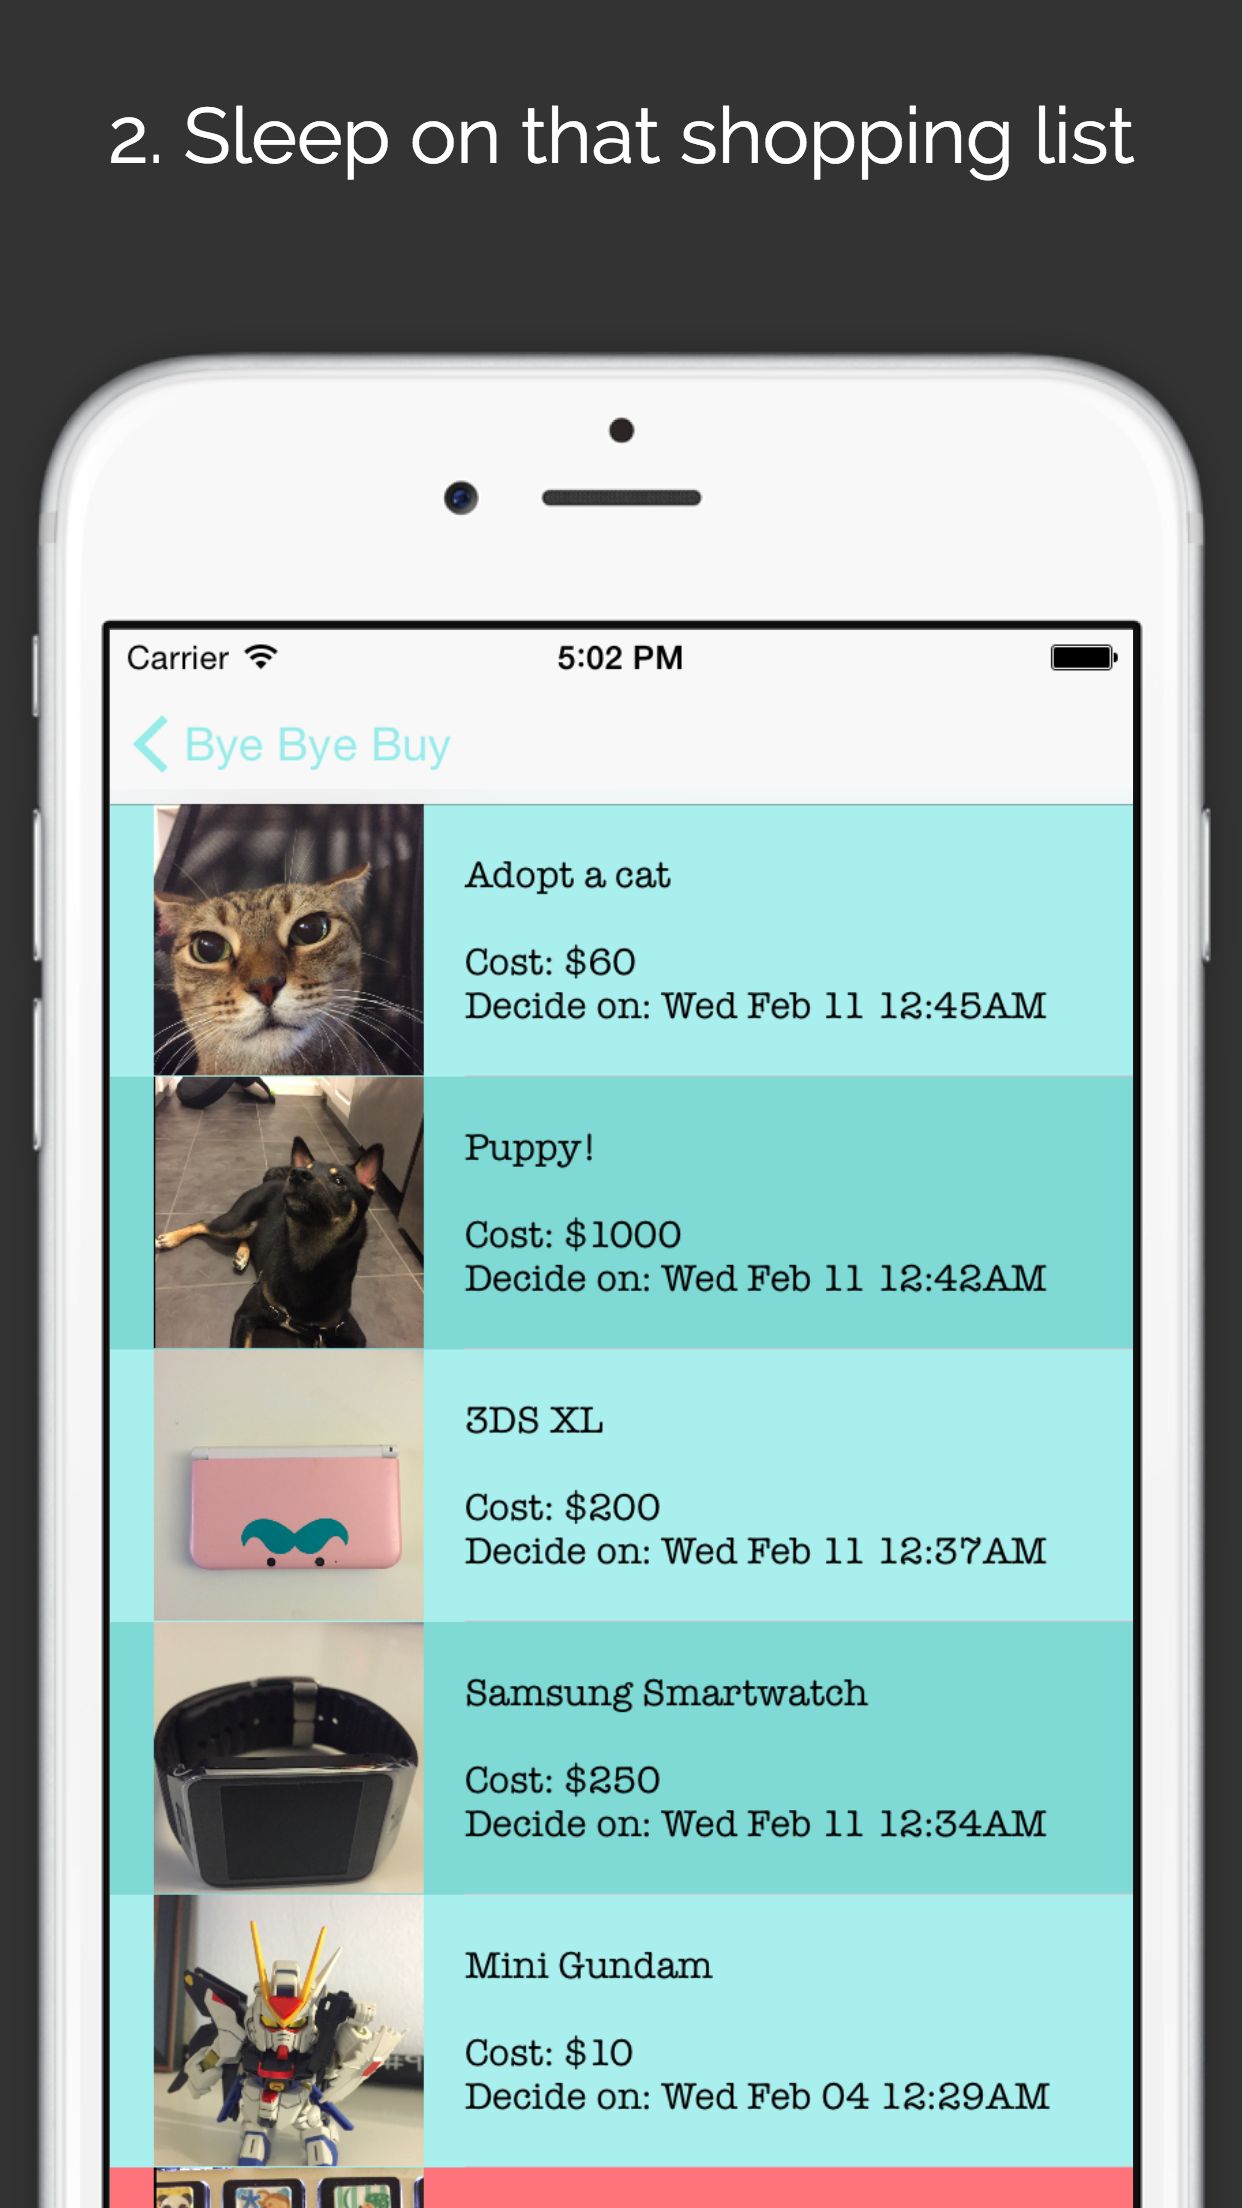 2. Sleep on that shopping list
Carrier 5:02 PM
Bye Bye Buy
Adopt a cat
Cost: $60
Decide on: Wed Feb 11 12:45AM
Puppy!
Cost: $1000
Decide on: Wed Feb 11 12:42AM
3DS XL
Cost: $200
Decide on: Wed Feb 11 12:37AM
Samsung Smartwatch
Cost: $250
Decide on: Wed Feb 11 12:34AM
Mini Gundam
Cost: $10
Decide on: Wed Feb 04 12:29AM